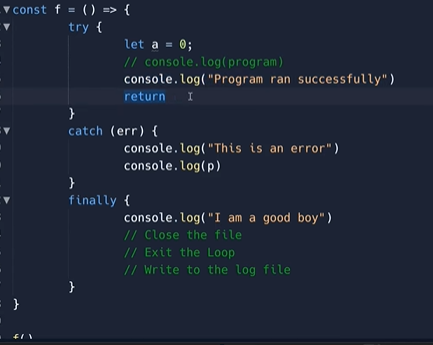 const f = () => {
try {
let a = 0;
// console.log(program)
console.log("Program ran successfully")
return
}
catch (err) {
console.log("This is an error")
console.log(p)
}
finally {
console.log("I am a good boy")
// Close the file
// Exit the Loop
// Write to the log file
}
}
f()